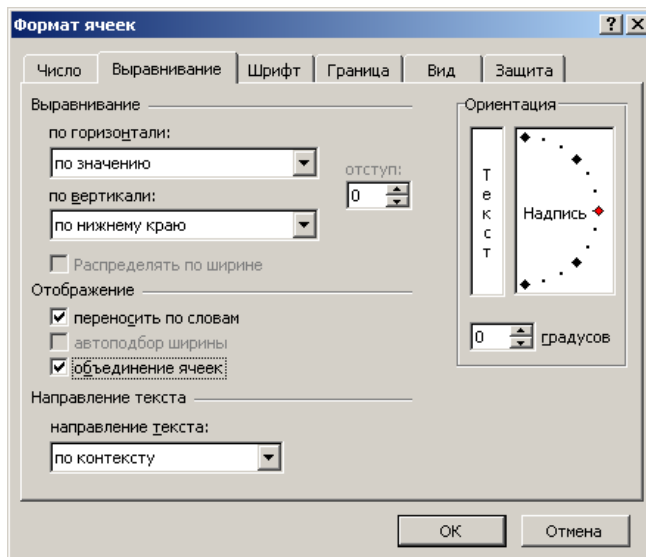 Формат ячеек
Число Выравнивание Шрифт Граница Вид Защита
Выравнивание
по горизонтали:
по значению
отступ:
0
по вертикали:
по нижнему краю
Распределять по ширине
Отображение
переносить по словам
автоподбор ширины
объединение ячеек
Направление текста
направление текста:
по контексту
Ориентация
Текст
Надпись
0 градусов
ОК Отмена